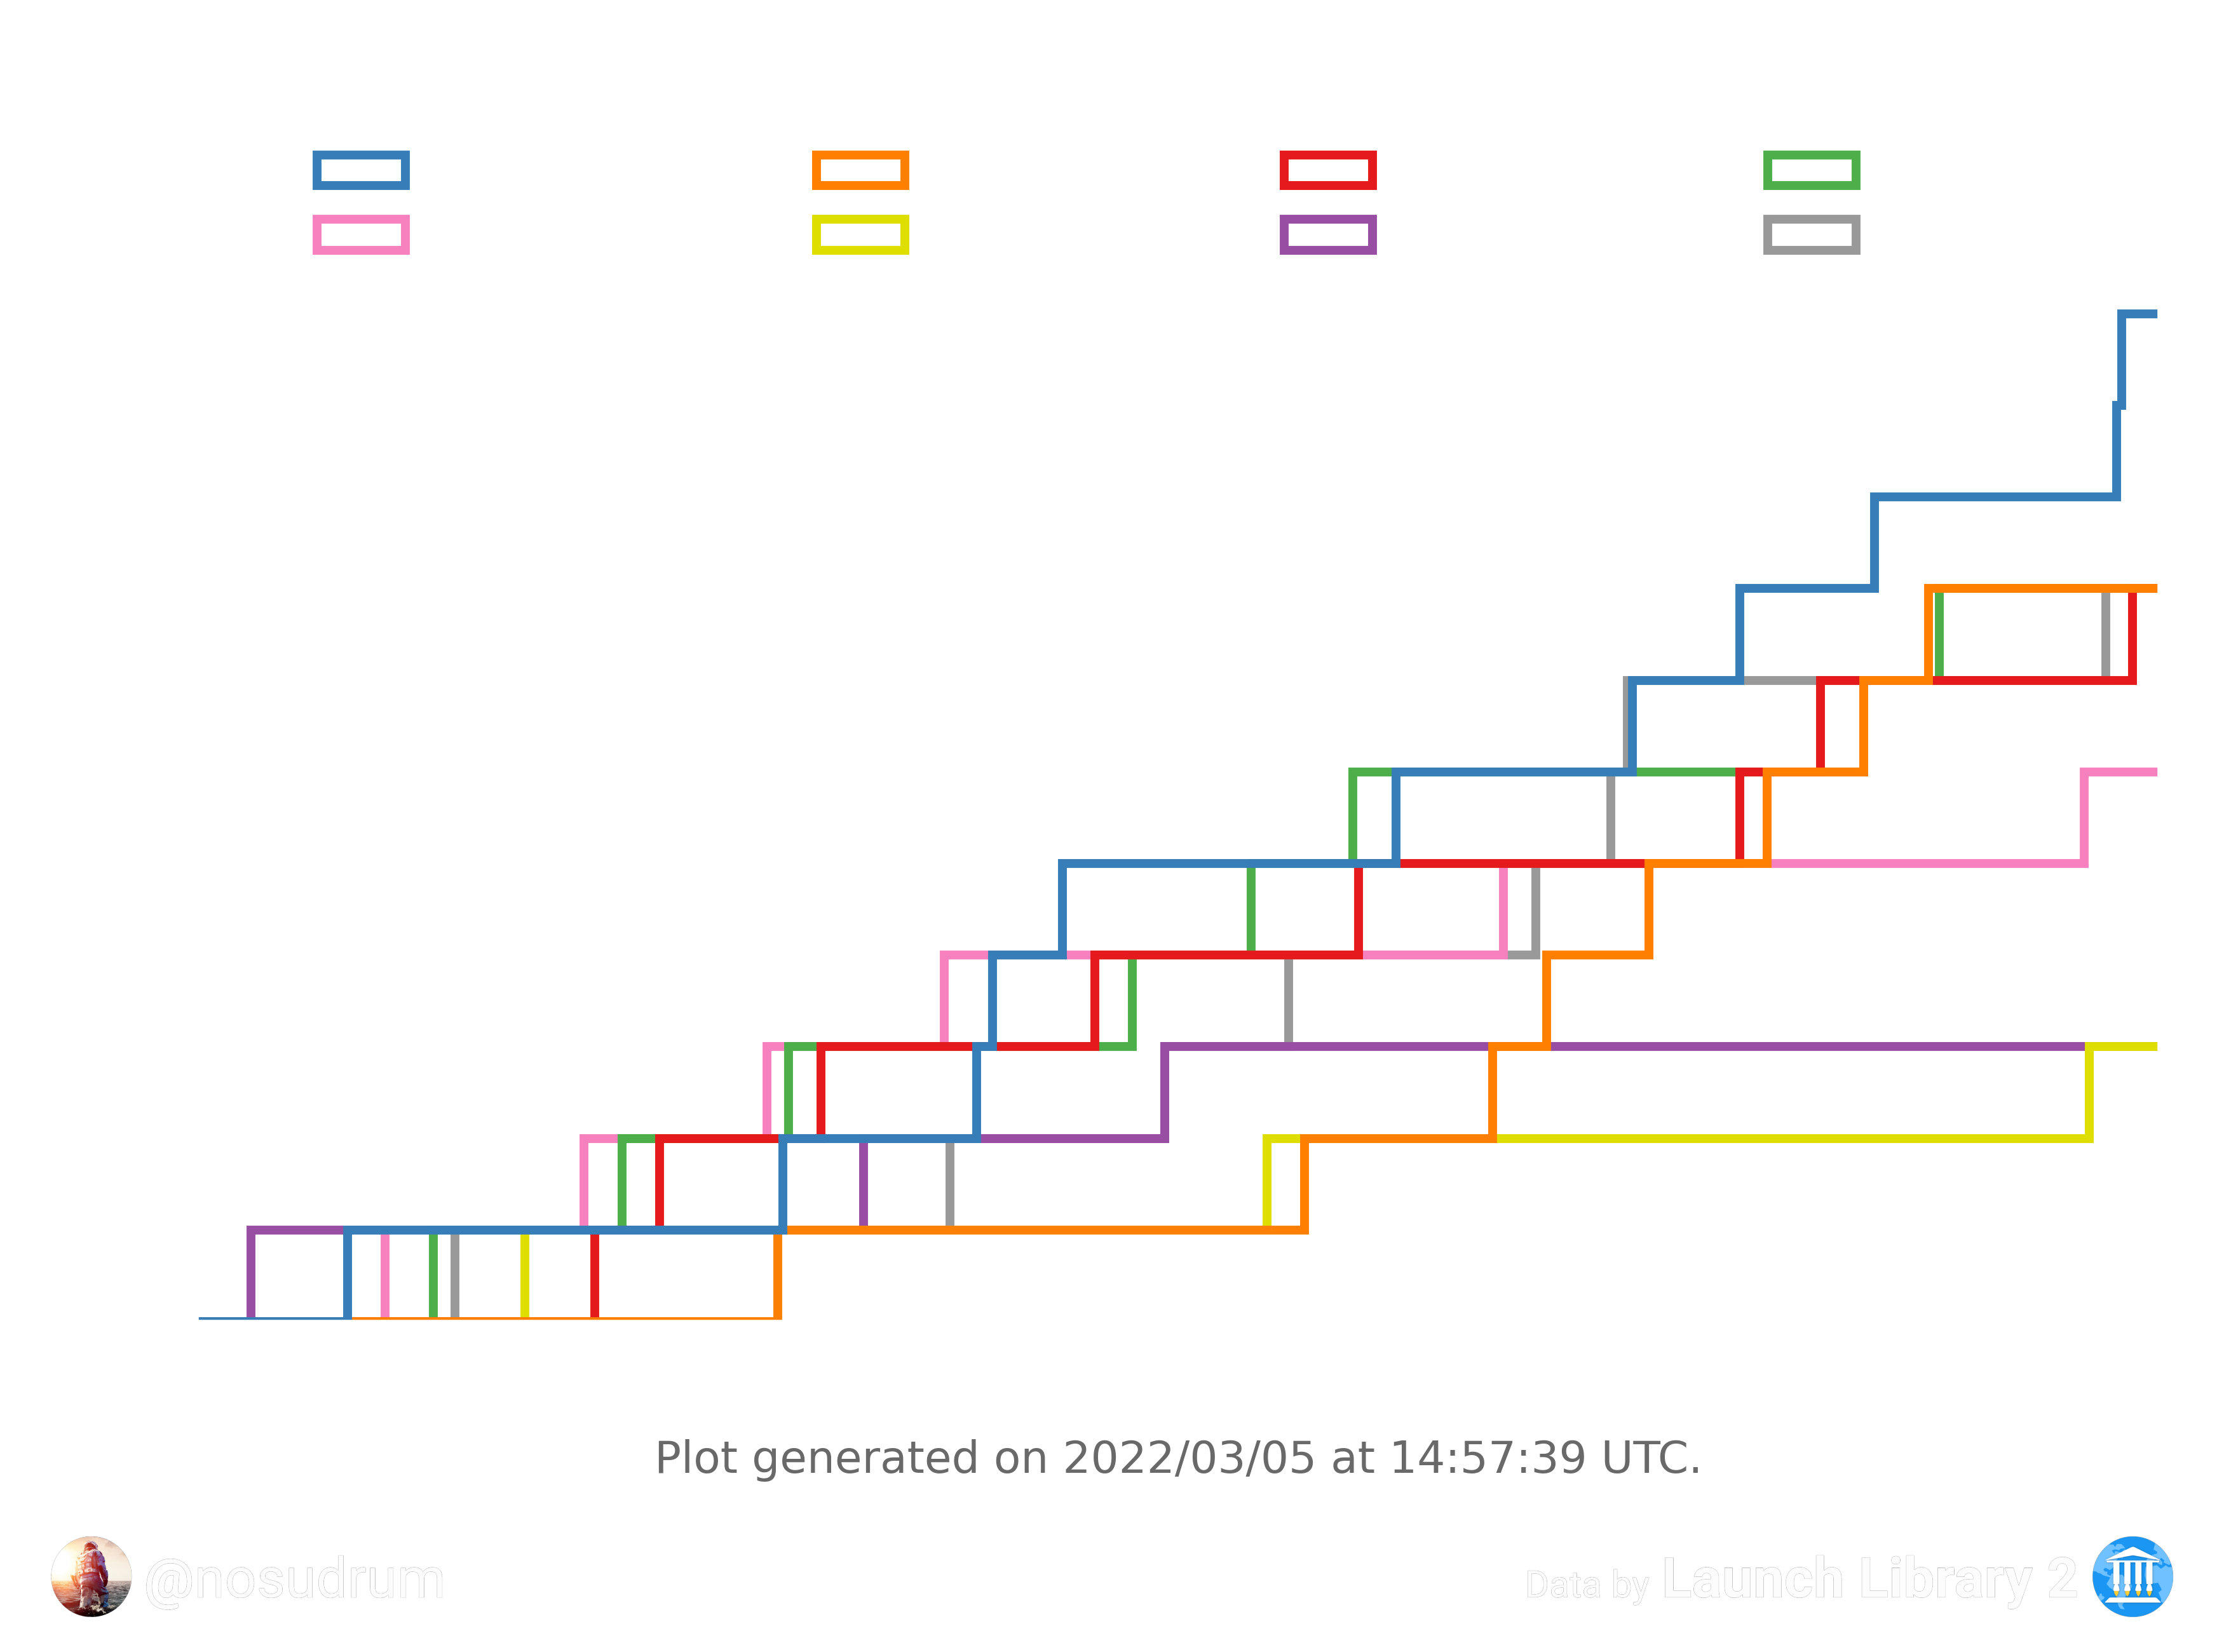 Plot generated on 2022/03/05 at 14:57:39 UTC.
@nosudrum
Data by Launch Library 2